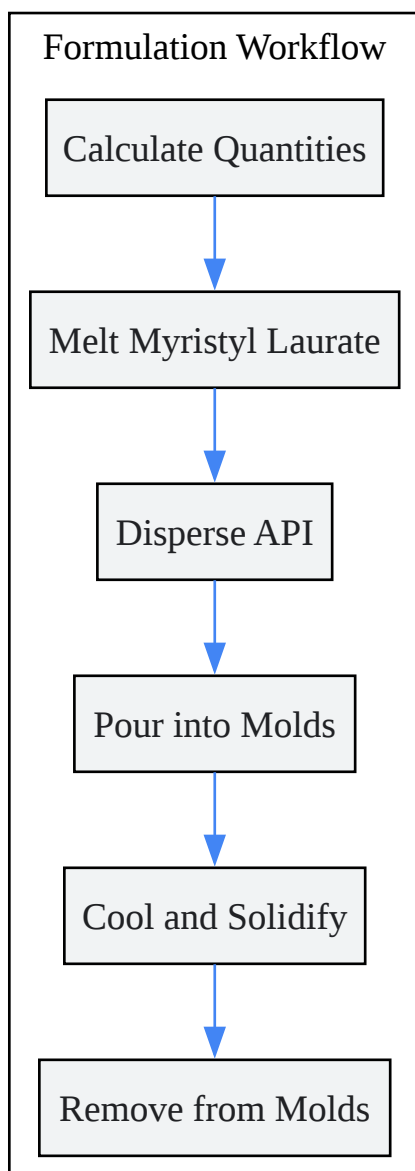 Formulation Workflow
Calculate Quantities
Melt Myristyl Laurate
Disperse API
Pour into Molds
Cool and Solidify
Remove from Molds